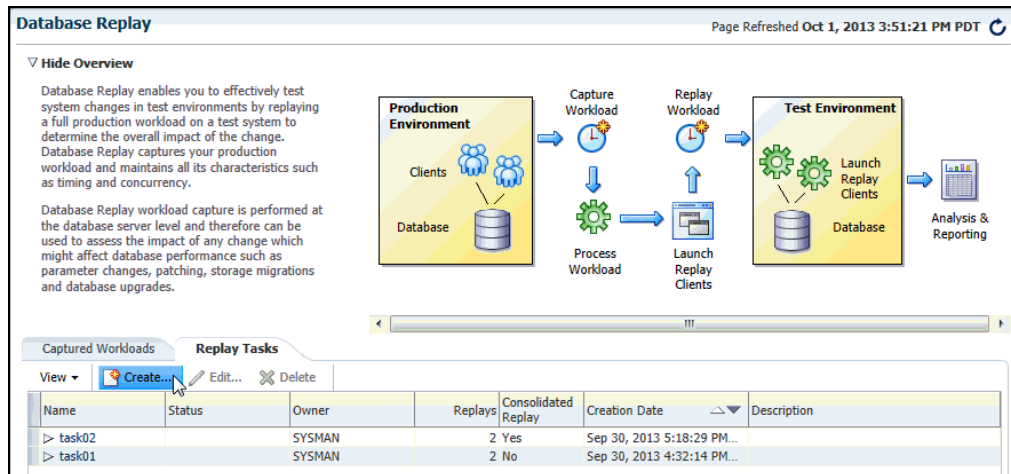 Database Replay
Page Refreshed Oct 1, 2013 3:51:21 PM PDT
Hide Overview
Database Replay enables you to effectively test
system changes in test environments by replaying
a full production workload on a test system to
determine the overall impact of the change.
Database Replay captures your production
workload and maintains all its characteristics such
as timing and concurrency.
Database Replay workload capture is performed at
the database server level and therefore can be
used to assess the impact of any change which
might affect database performance such as
parameter changes, patching, storage migrations
and database upgrades.
Production
Environment
Clients
Database
Capture
Workload
Process
Workload
Replay
Workload
Launch
Replay
Clients
Test Environment
Launch
Replay
Clients
Database
Analysis &
Reporting
Captured Workloads
Replay Tasks
View
Create...
Edit...
Delete
Name
Status
Owner
Replays
Consolidated
Replay
Creation Date
Description
task02 SYSMAN 2 Yes Sep 30, 2013 5:18:29 PM...
task01 SYSMAN 2 No Sep 30, 2013 4:32:14 PM...